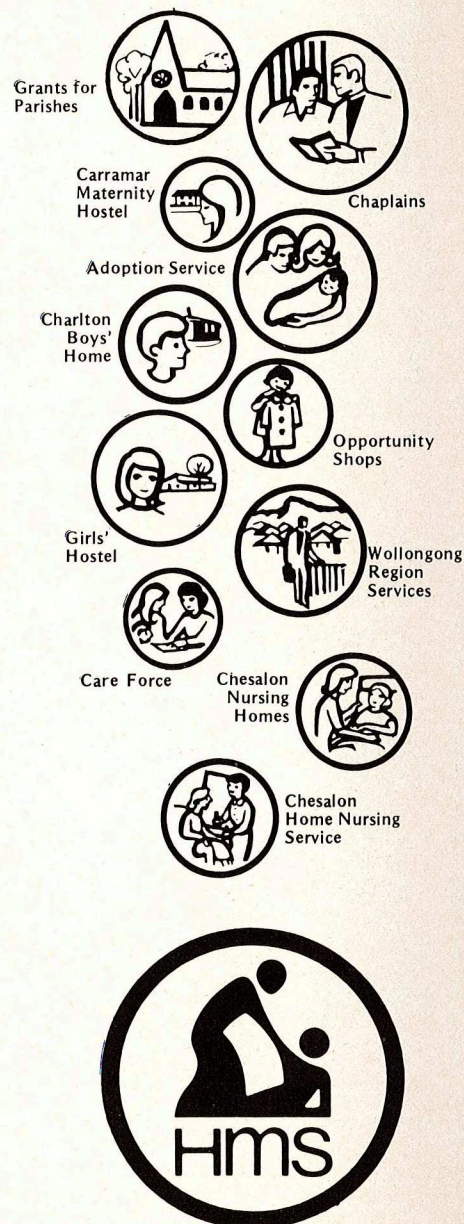 Grants for
Parishes
Chaplains
Carramar
Maternity
Hostel
Adoption Service
Charlton
Boys'
Home
Opportunity
Shops
Girls'
Hostel
Wollongong
Region
Services
Care Force
Chesalon
Nursing
Homes
Chesalon
Home Nursing
Service
HMS